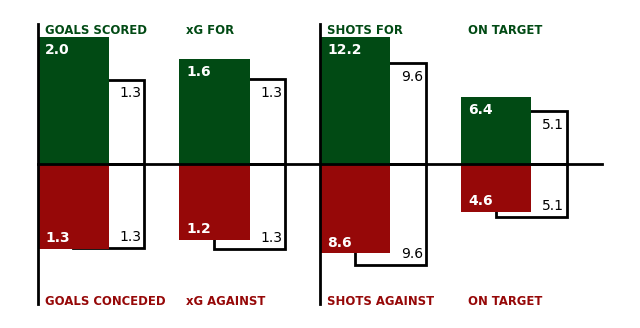 GOALS SCORED xG FOR SHOTS FOR ON TARGET
2.0 1.3 1.6 1.3 12.2 9.6 6.4 5.1
1.3 1.3 1.2 1.3 8.6 9.6 4.6 5.1
GOALS CONCEDED xG AGAINST SHOTS AGAINST ON TARGET